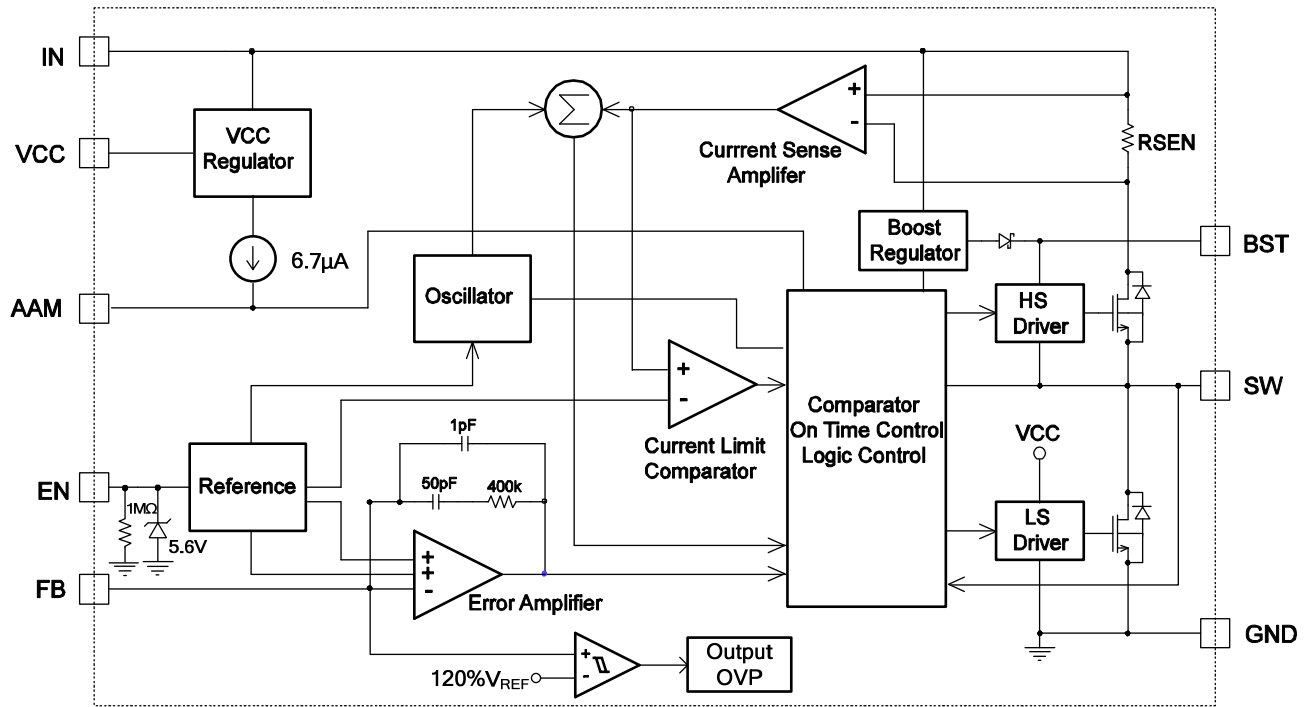 IN
VCC
Regulator
VCC
6.7µA
AAM
Oscillator
Σ
+
-
Currrent Sense
Amplifer
RSEN
Boost
Regulator
BST
HS
Driver
SW
+
-
Current Limit
Comparator
Comparator
On Time Control
Logic Control
VCC
LS
Driver
GND
1pF
50pF
400k
EN
Reference
1MΩ
5.6V
FB
+
+
-
Error Amplifier
+
-
120%VREF
Output
OVP